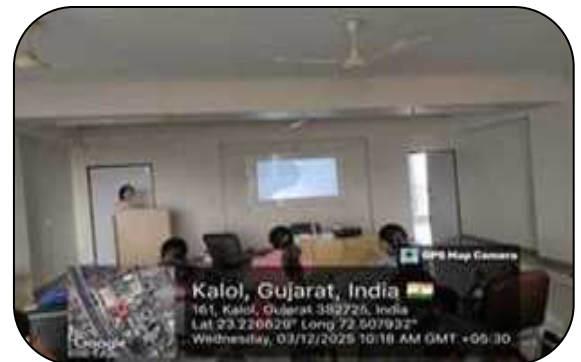 GPS Map Camera
Kalol, Gujarat, India
161, Kalol, Gujarat 382725, India
Lat 23.226629° Long 72.507932°
Wednesday, 03/12/2025 10:18 AM GMT +05:30
Google